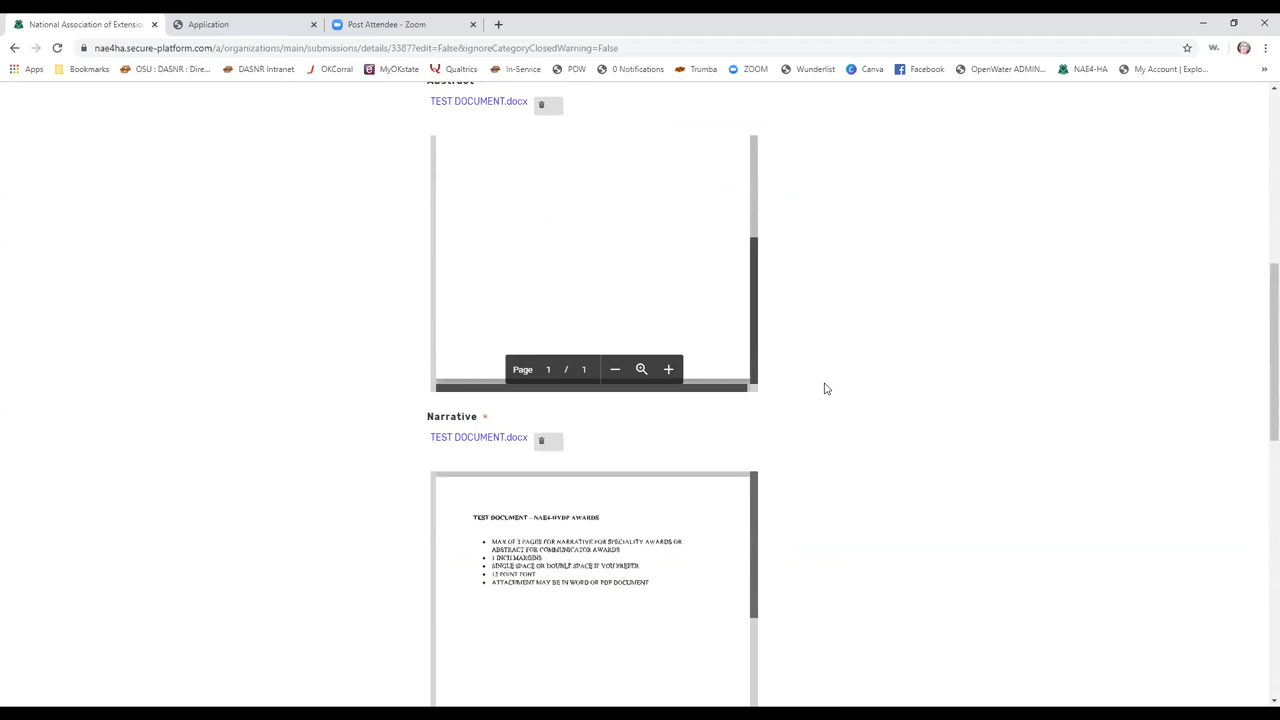 National Association of Extension
Application
Post Attendee - Zoom
nae4ha.secure-platform.com/a/organizations/main/submissions/details/3387?edit=False&ignoreCategoryClosedWarning=False
Apps
Bookmarks
OSU : DASNR : Dire...
DASNR Intranet
OKCorral
MyOKstate
Qualtrics
In-Service
POW
0 Notifications
Trumba
ZOOM
Wunderlist
Canva
Facebook
OpenWater ADMIN...
NAE4-HA
My Account | Explo...
Abstract
TEST DOCUMENT.docx
Page 1 / 1
Narrative *
TEST DOCUMENT.docx
TEST DOCUMENT – NAE4-HYDP AWARDS
• MAX OF 3 PAGES FOR NARRATIVE FOR SPECIALITY AWARDS OR
ABSTRACT FOR COMMUNICATOR AWARDS
• 1 INCH MARGINS
• SINGLE SPACE OR DOUBLE SPACE IF YOU PREFER
• 12 POINT FONT
• ATTACHMENT MAY BE IN WORD OR PDF DOCUMENT